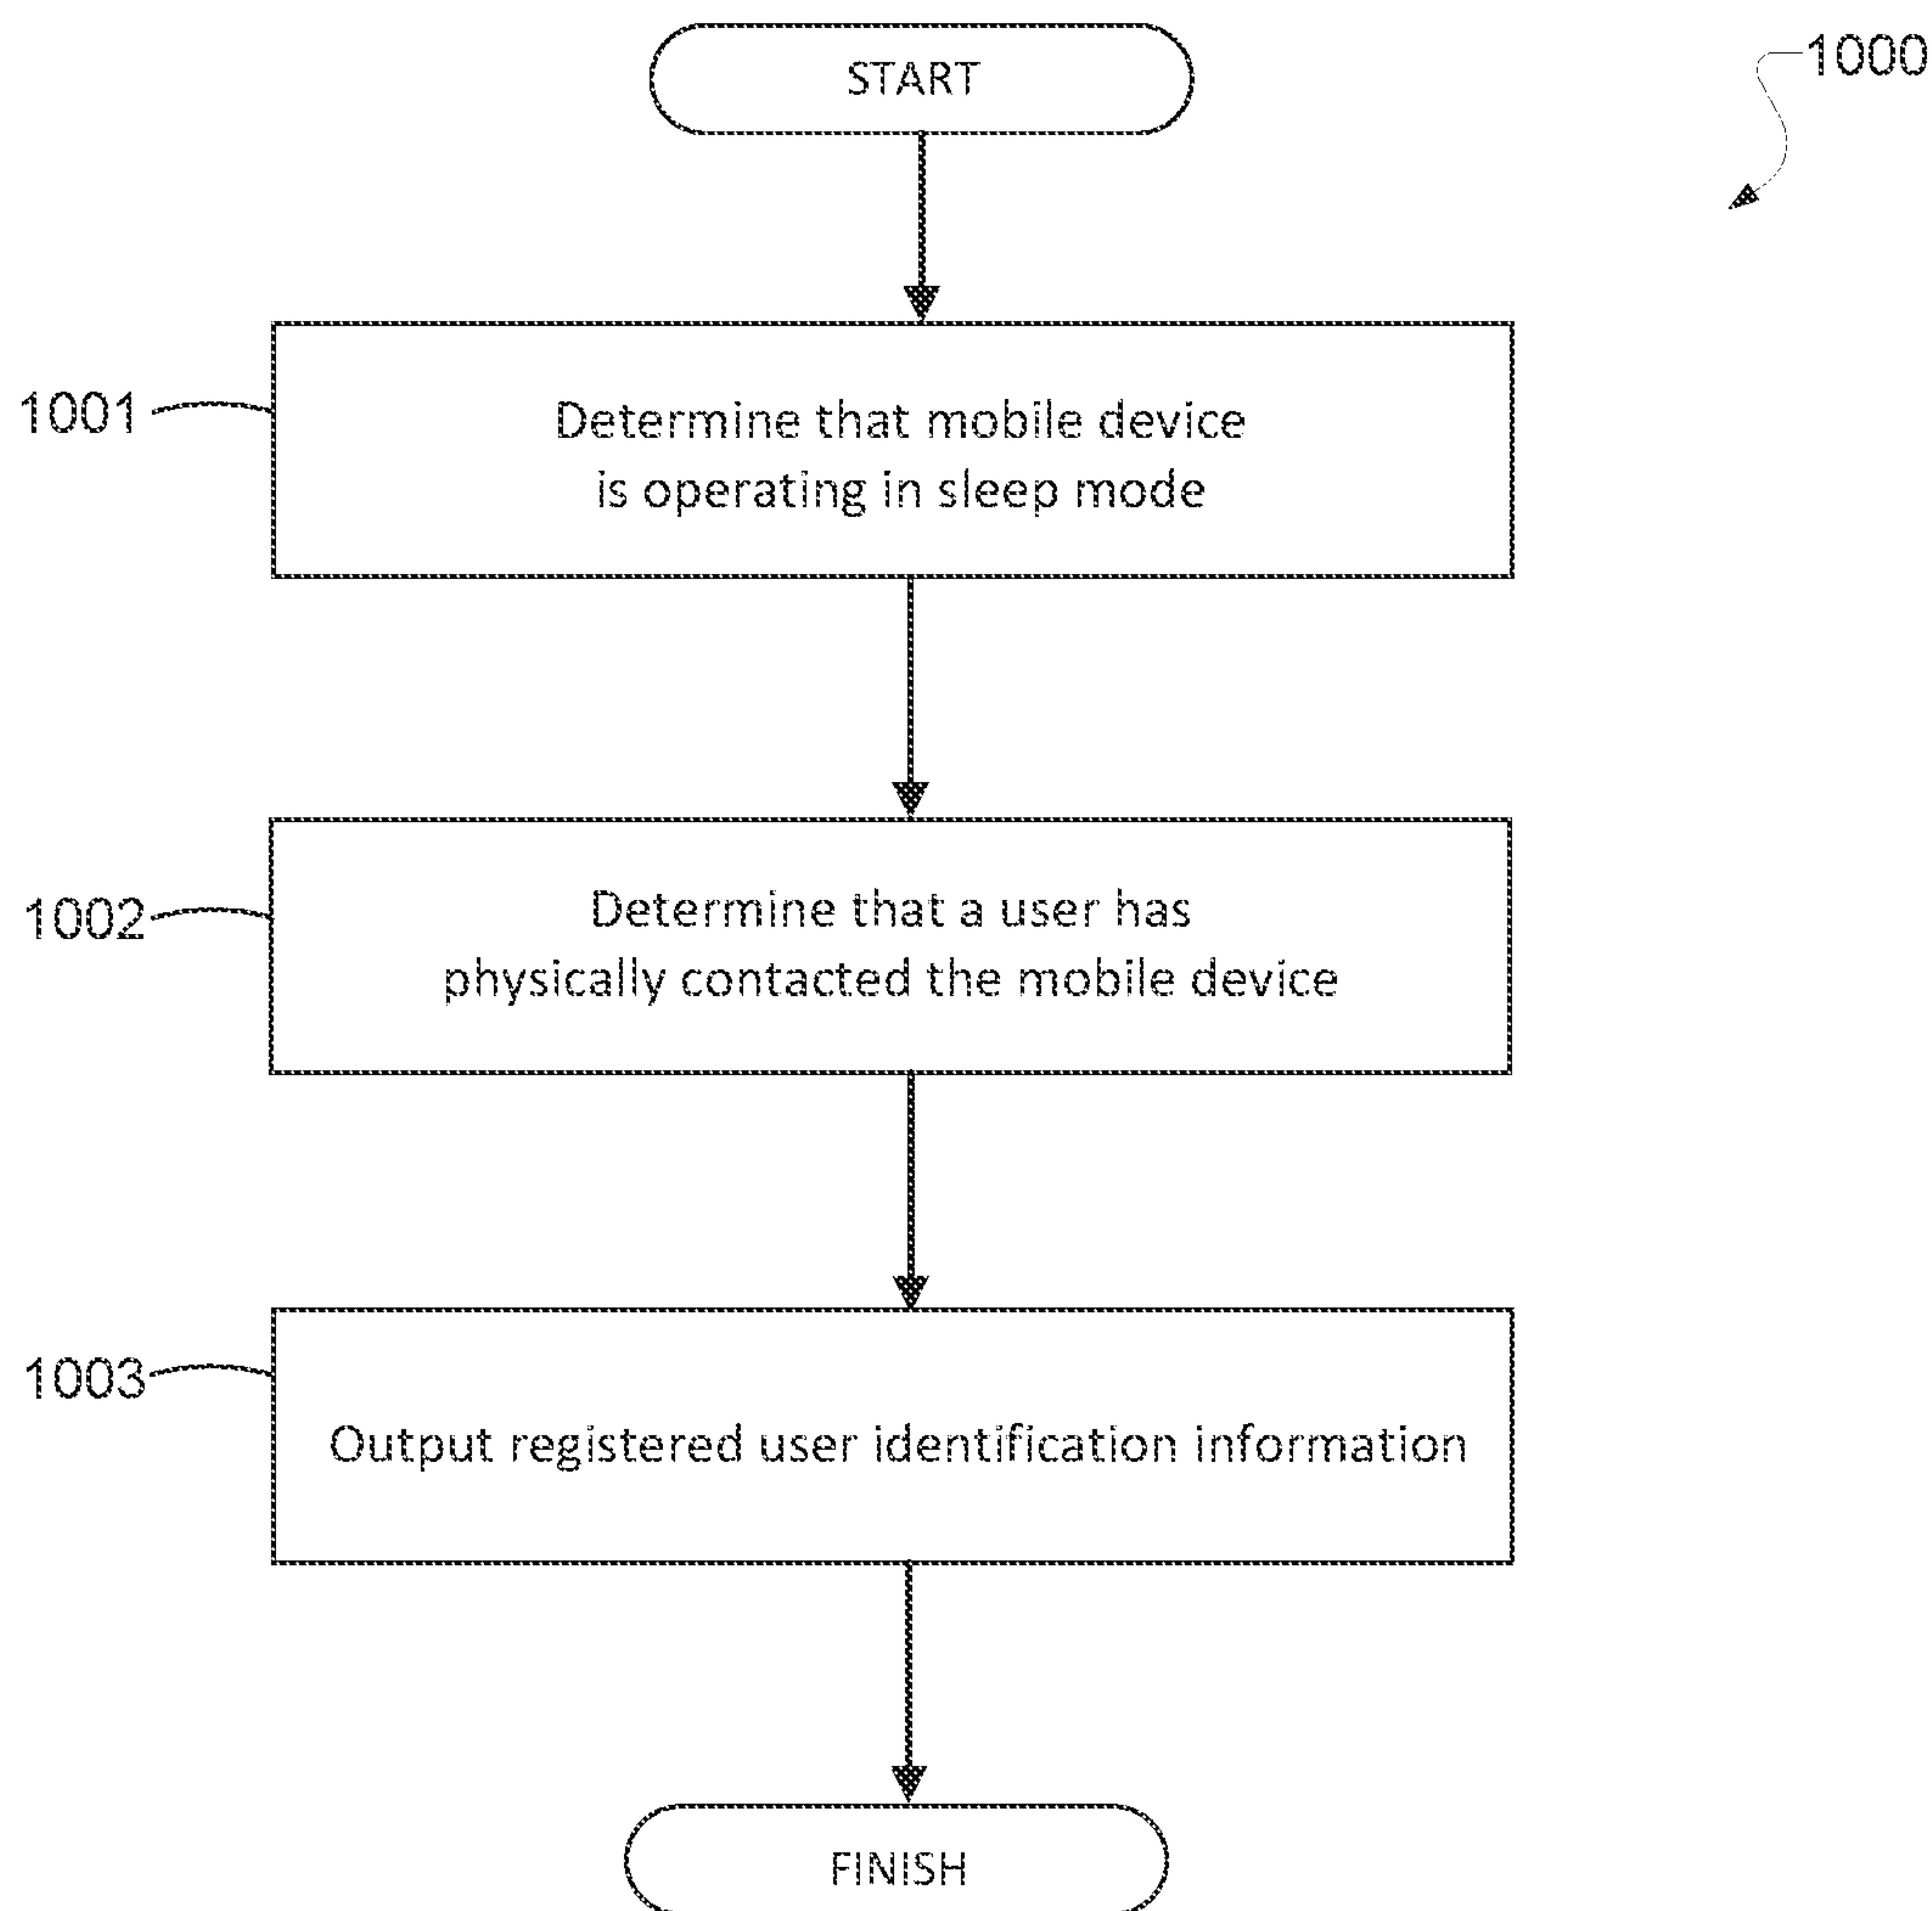 START
1000
1001
Determine that mobile device
is operating in sleep mode
1002
Determine that a user has
physically contacted the mobile device
1003
Output registered user identification information
FINISH